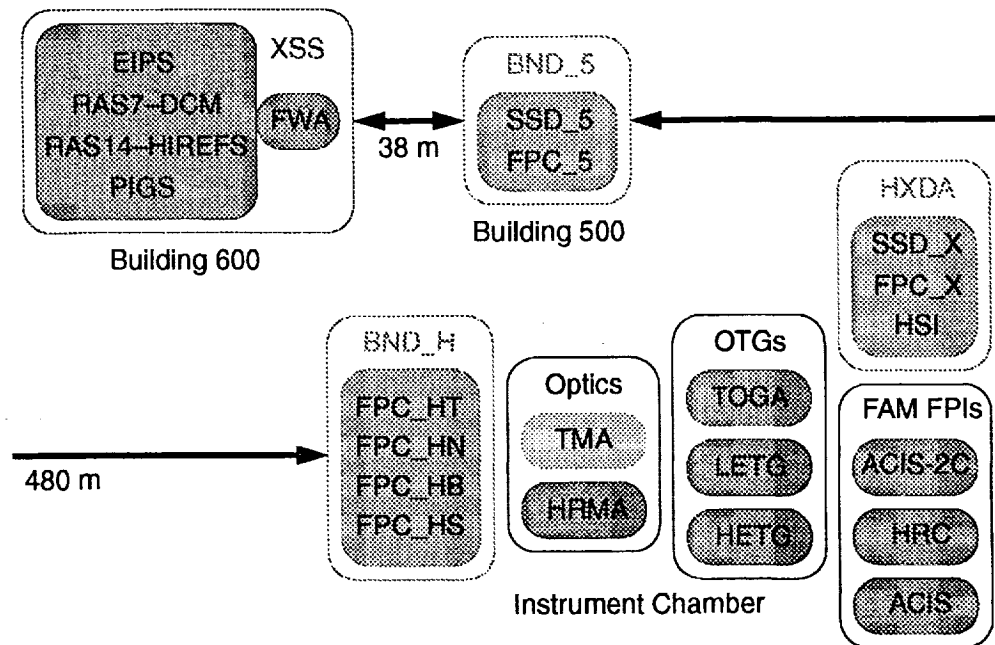 XSS
EIPS
RAS7–DCM
RAS14–HIREFS
PIGS
FWA
Building 600
38 m
BND_5
SSD_5
FPC_5
Building 500
HXDA
SSD_X
FPC_X
HSI
480 m
BND_H
FPC_HT
FPC_HN
FPC_HB
FPC_HS
Optics
TMA
HRMA
OTGs
TOGA
LETG
HETG
FAM FPIs
ACIS-2C
HRC
ACIS
Instrument Chamber